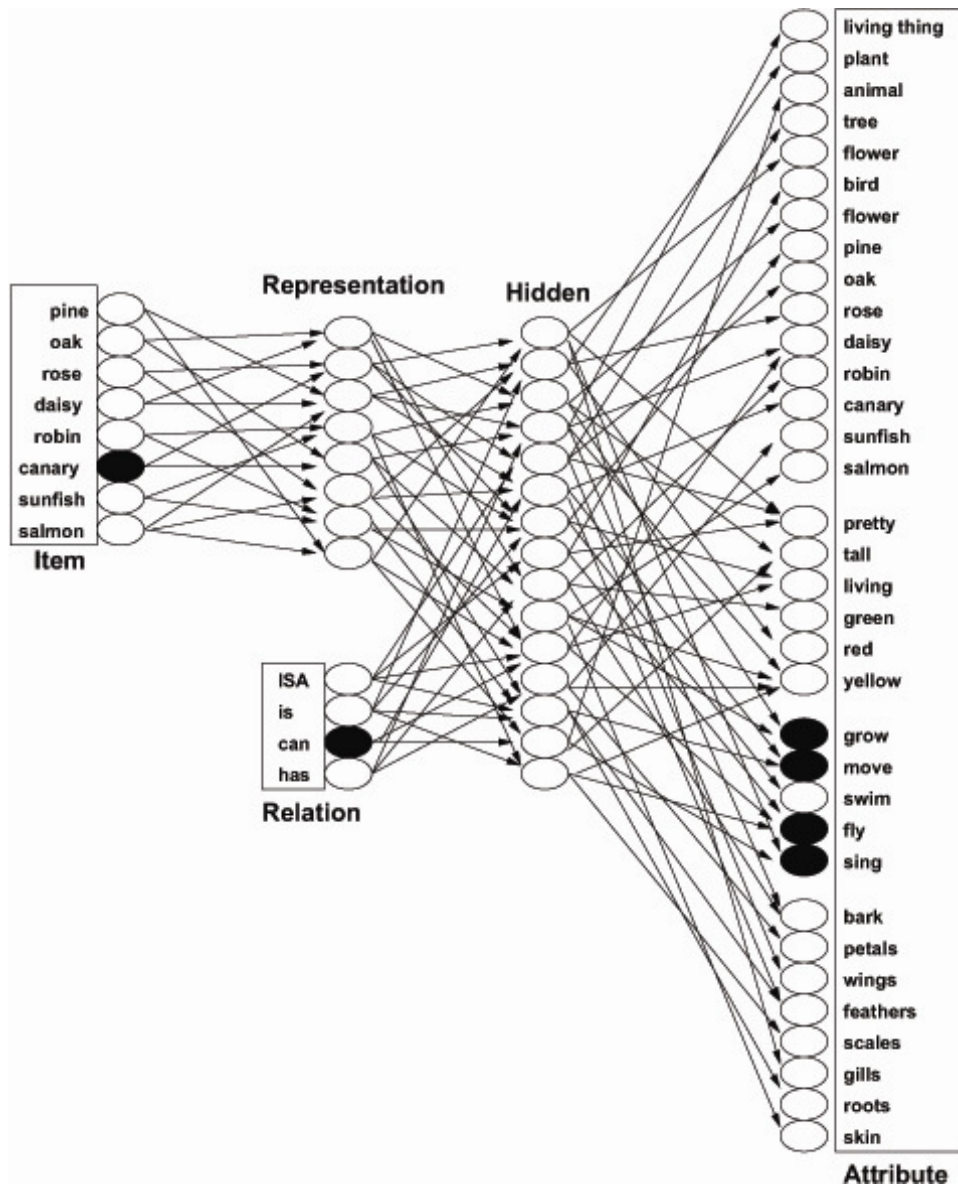 Item
pine
oak
rose
daisy
robin
canary
sunfish
salmon
Representation
Relation
ISA
is
can
has
Hidden
living thing
plant
animal
tree
flower
bird
flower
pine
oak
rose
daisy
robin
canary
sunfish
salmon
pretty
tall
living
green
red
yellow
grow
move
swim
fly
sing
bark
petals
wings
feathers
scales
gills
roots
skin
Attribute